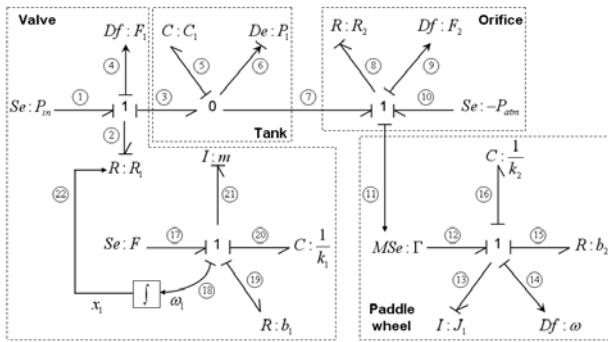 Valve
Df : F₁
④
Se : P_in
①
1
③
②
R : R₁
㉒
C : C₁
De : P₁
⑤
⑥
0
⑦
Tank
Orifice
R : R₂
Df : F₂
⑧
⑨
1
⑩
Se : −P_atm
⑪
I : m
㉑
Se : F
⑰
1
⑳
C : 1/k₁
⑱
⑲
∫
x₁
ω₁
R : b₁
C : 1/k₂
⑯
MSe : Γ
⑫
1
⑮
R : b₂
⑬
⑭
Paddle
wheel
I : J₁
Df : ω